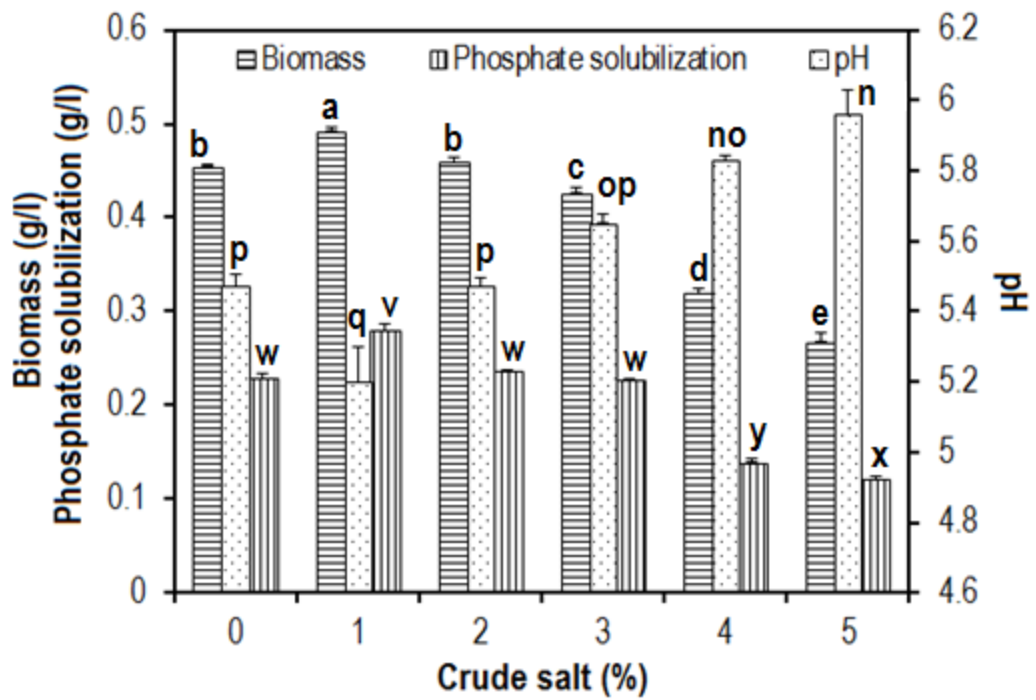 Biomass (g/l)
Phosphate solubilization (g/l)
0.6
0.5
0.4
0.3
0.2
0.1
0
Biomass Phosphate solubilization pH
b p w
a q v
b p w
c op w
d no y
e n x
6.2
6
5.8
5.6
5.4
5.2
5
4.8
4.6
pH
0 1 2 3 4 5
Crude salt (%)